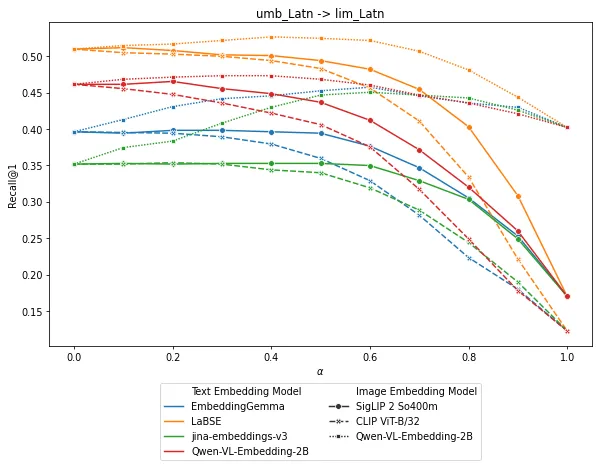 umb_Latn -> lim_Latn
Recall@1
0.50
0.45
0.40
0.35
0.30
0.25
0.20
0.15
0.0 0.2 0.4 0.6 0.8 1.0
α
Text Embedding Model
EmbeddingGemma
LaBSE
jina-embeddings-v3
Qwen-VL-Embedding-2B
Image Embedding Model
SigLIP 2 So400m
CLIP ViT-B/32
Qwen-VL-Embedding-2B